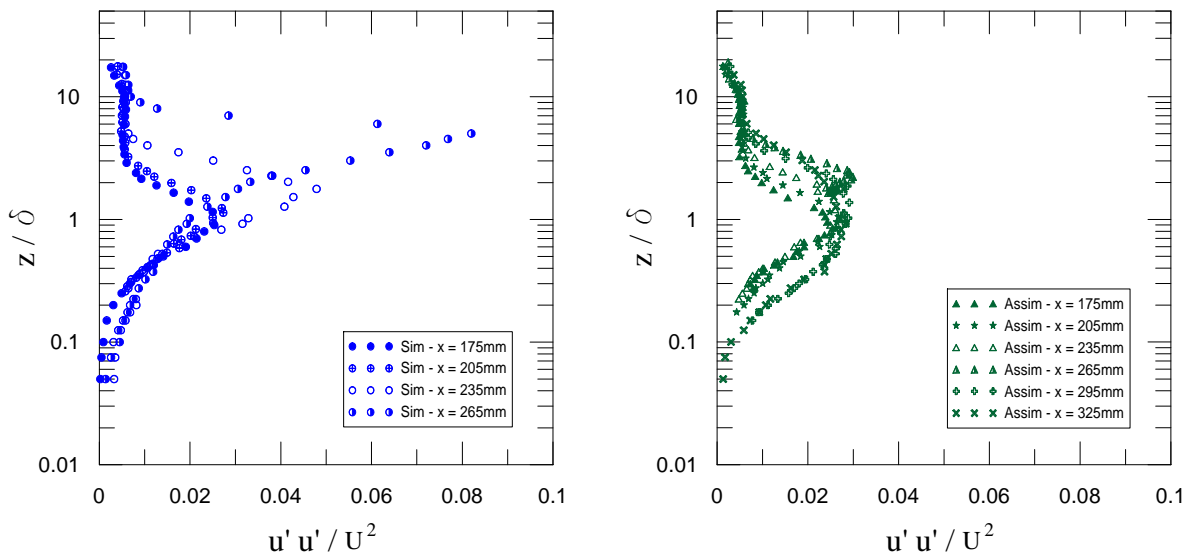 10
1
0.1
0.01
z / δ
0 0.02 0.04 0.06 0.08 0.1
u' u' / U²
Sim - x = 175mm
Sim - x = 205mm
Sim - x = 235mm
Sim - x = 265mm
10
1
0.1
0.01
z / δ
0 0.02 0.04 0.06 0.08 0.1
u' u' / U²
Assim - x = 175mm
Assim - x = 205mm
Assim - x = 235mm
Assim - x = 265mm
Assim - x = 295mm
Assim - x = 325mm